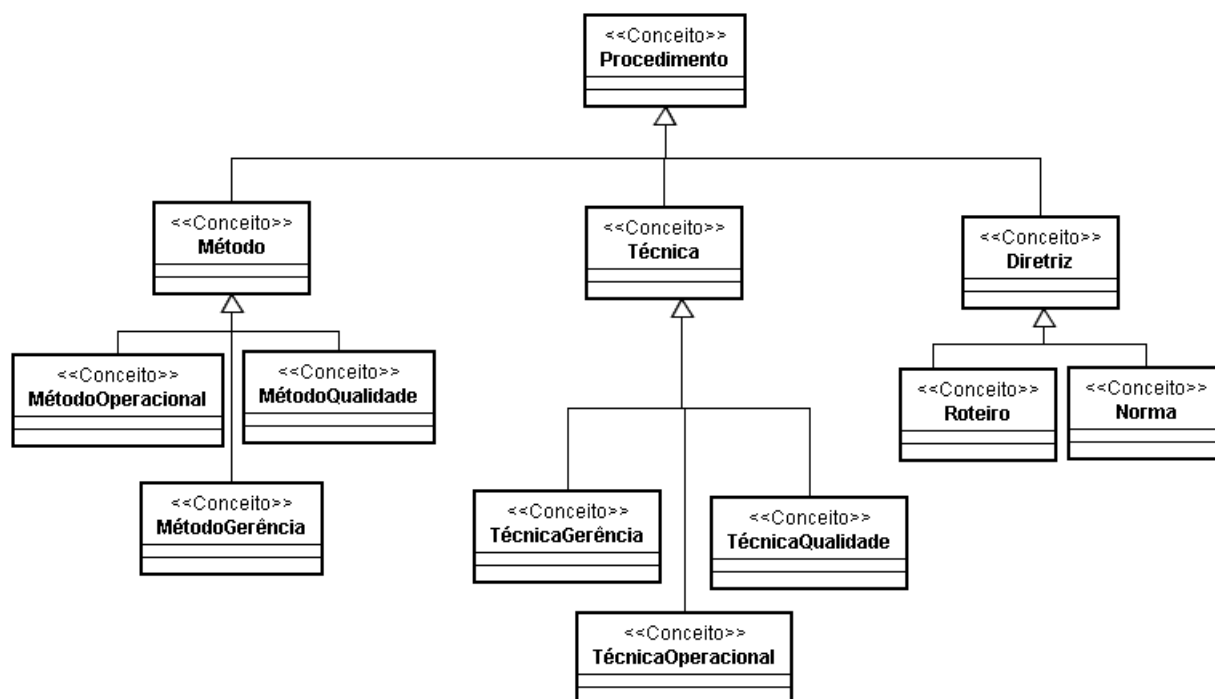 <<Conceito>>
Procedimento
<<Conceito>>
Método
<<Conceito>>
Técnica
<<Conceito>>
Diretriz
<<Conceito>>
MétodoOperacional
<<Conceito>>
MétodoQualidade
<<Conceito>>
Roteiro
<<Conceito>>
Norma
<<Conceito>>
MétodoGerência
<<Conceito>>
TécnicaGerência
<<Conceito>>
TécnicaQualidade
<<Conceito>>
TécnicaOperacional